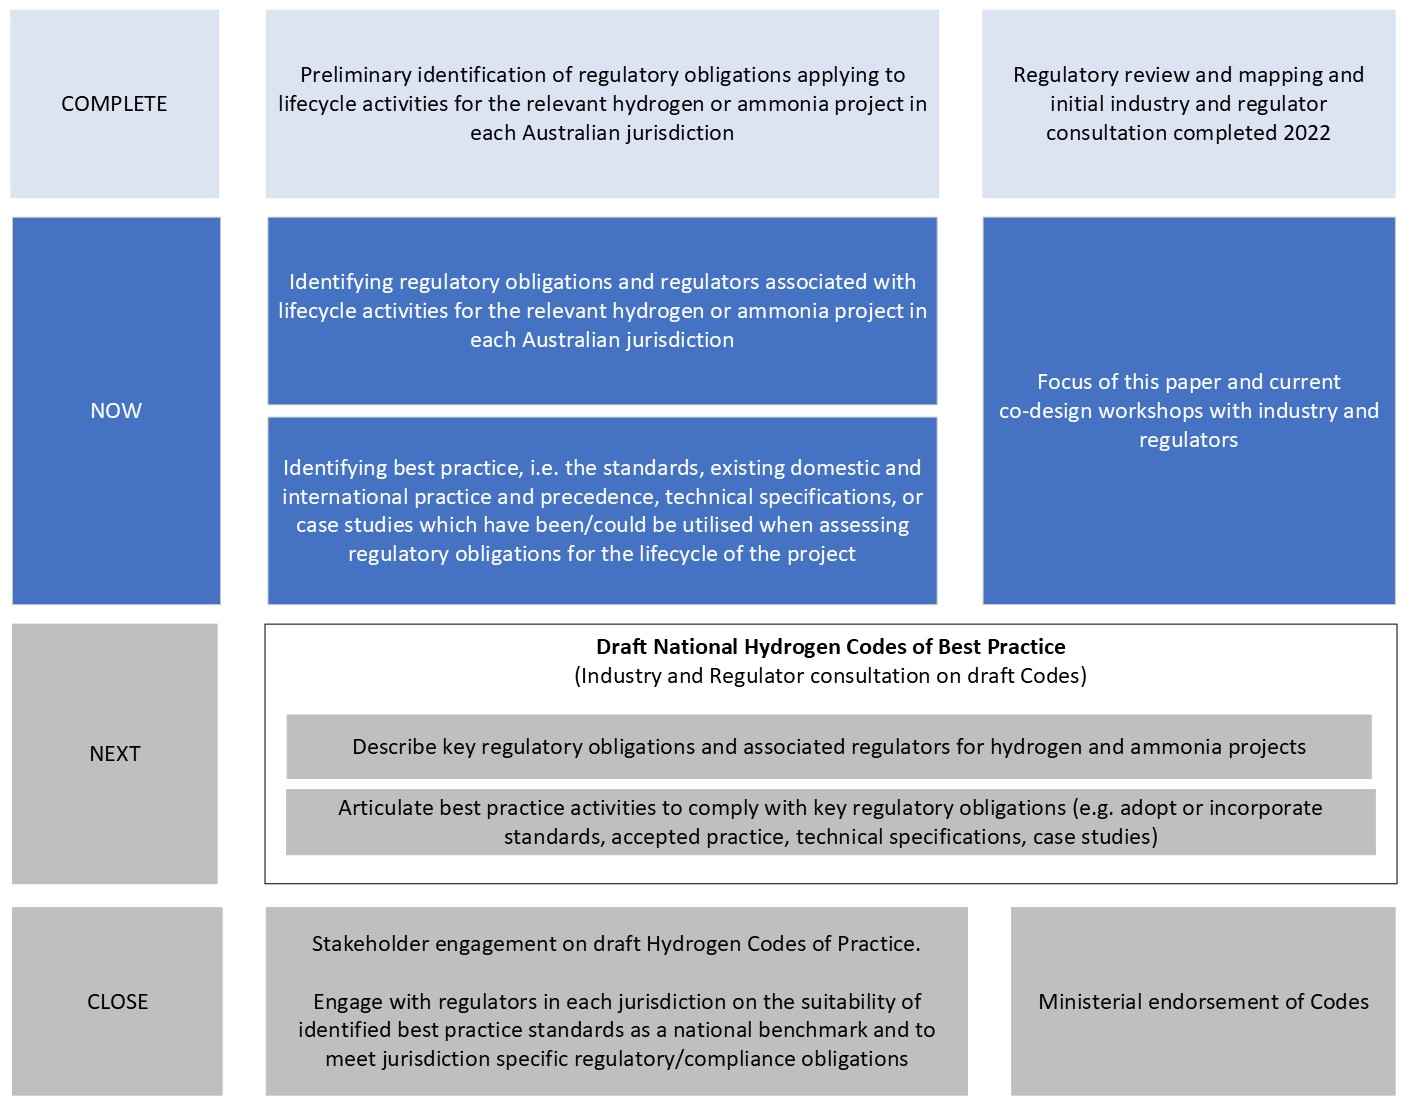 COMPLETE
Preliminary identification of regulatory obligations applying to
lifecycle activities for the relevant hydrogen or ammonia project in
each Australian jurisdiction
Regulatory review and mapping and
initial industry and regulator
consultation completed 2022
NOW
Identifying regulatory obligations and regulators associated with
lifecycle activities for the relevant hydrogen or ammonia project in
each Australian jurisdiction
Identifying best practice, i.e. the standards, existing domestic and
international practice and precedence, technical specifications, or
case studies which have been/could be utilised when assessing
regulatory obligations for the lifecycle of the project
Focus of this paper and current
co-design workshops with industry and
regulators
NEXT
Draft National Hydrogen Codes of Best Practice
(Industry and Regulator consultation on draft Codes)
Describe key regulatory obligations and associated regulators for hydrogen and ammonia projects
Articulate best practice activities to comply with key regulatory obligations (e.g. adopt or incorporate
standards, accepted practice, technical specifications, case studies)
CLOSE
Stakeholder engagement on draft Hydrogen Codes of Practice.
Engage with regulators in each jurisdiction on the suitability of
identified best practice standards as a national benchmark and to
meet jurisdiction specific regulatory/compliance obligations
Ministerial endorsement of Codes